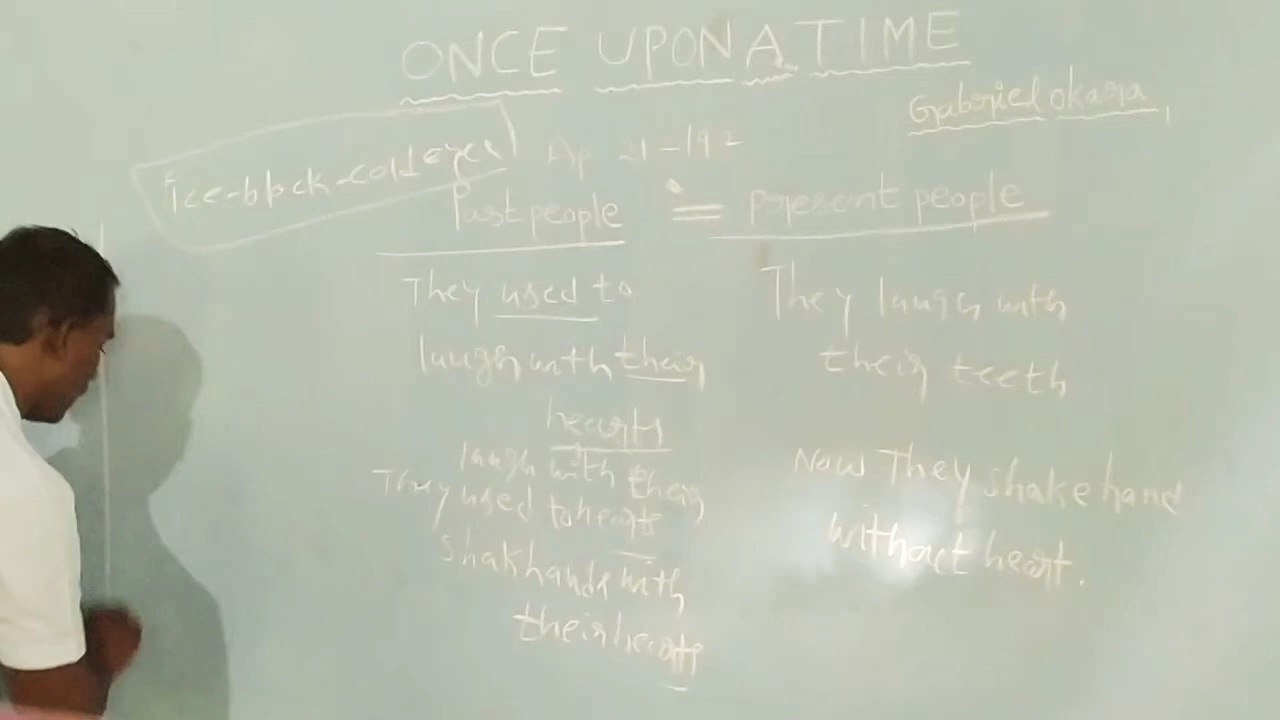 ONCE UPON A TIME
Gabriel okara,
Ice-block-cold eyes
21-192
Past people = present people
They used to
laugh with their
hearts
laugh with their
They used to hearts
shakhands with
their hearts
They laugh with
their teeth
Now They shake hand
without heart.